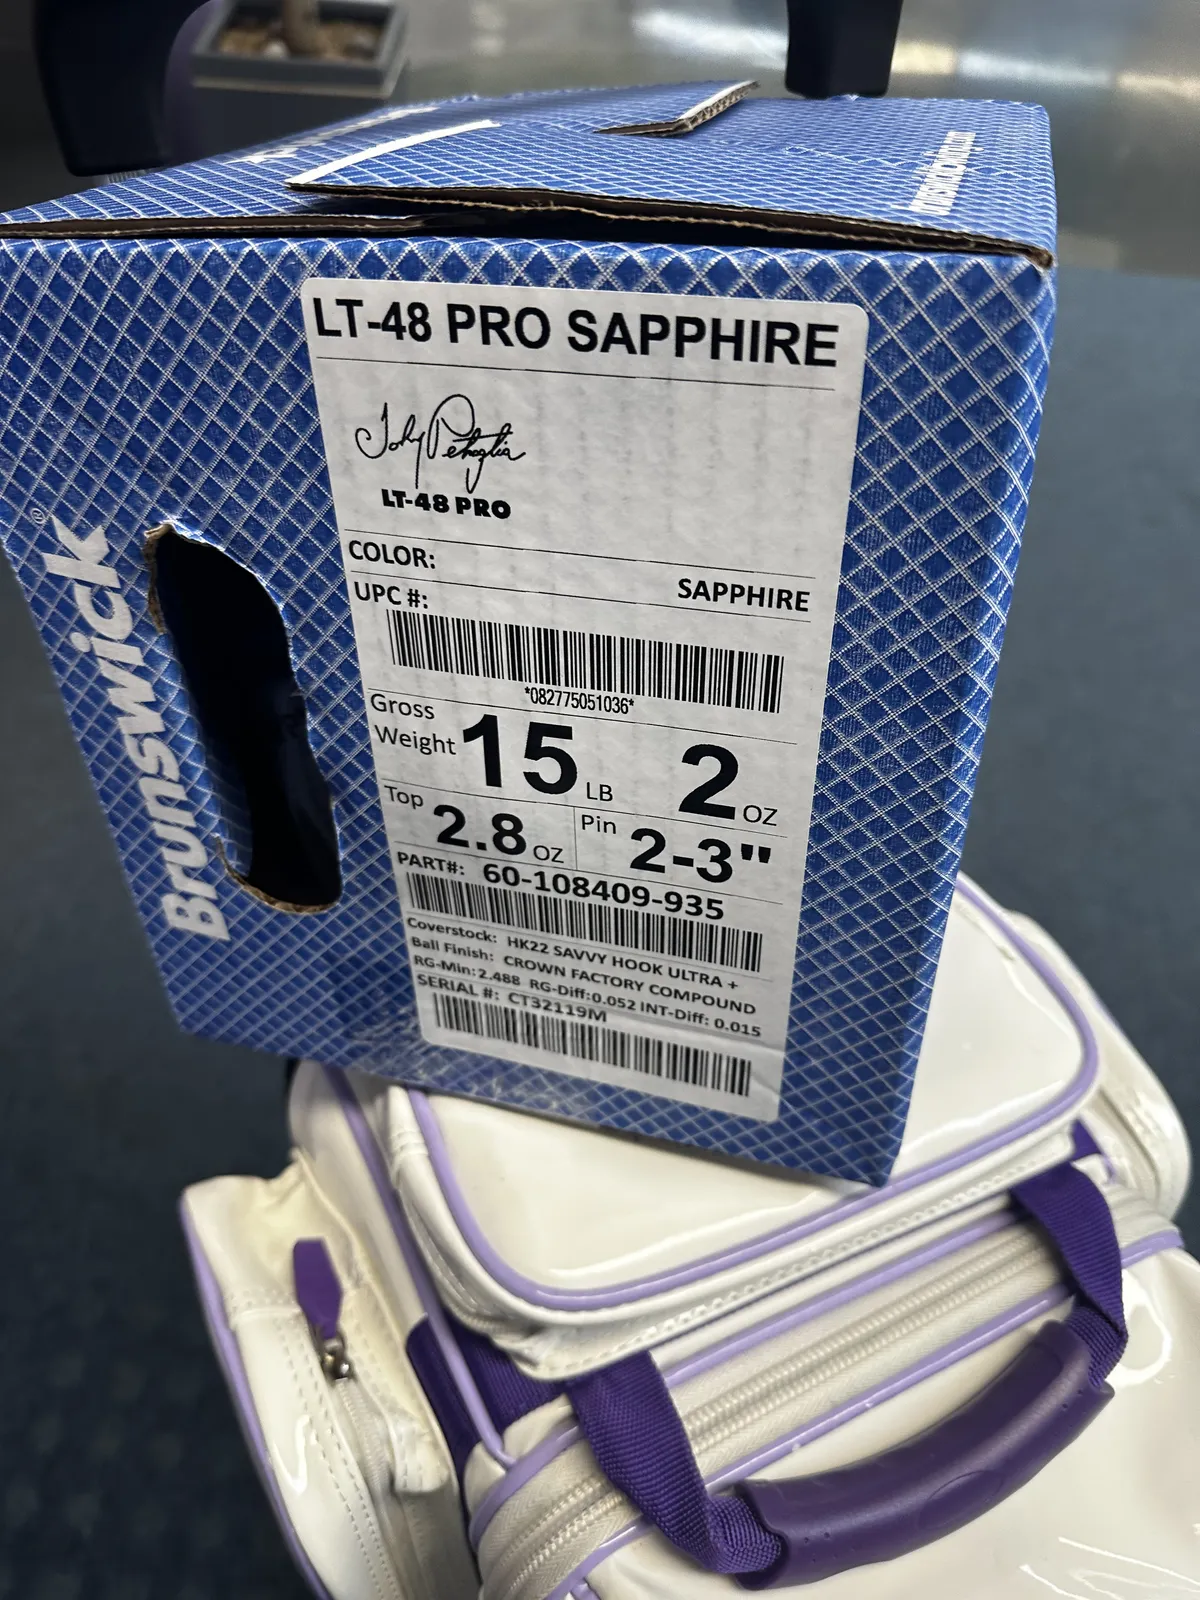 LT-48 PRO SAPPHIRE
Johy Petraglia
LT-48 PRO
COLOR:
SAPPHIRE
UPC #:
*082775051036*
Gross Weight 15 LB 2 OZ
Top 2.8 OZ Pin 2-3"
PART#: 60-108409-935
Coverstock: HK22 SAVVY HOOK ULTRA +
Ball Finish: CROWN FACTORY COMPOUND
RG-Min: 2.488 RG-Diff: 0.052 INT-Diff: 0.015
SERIAL #: CT32119M
Brunswick®